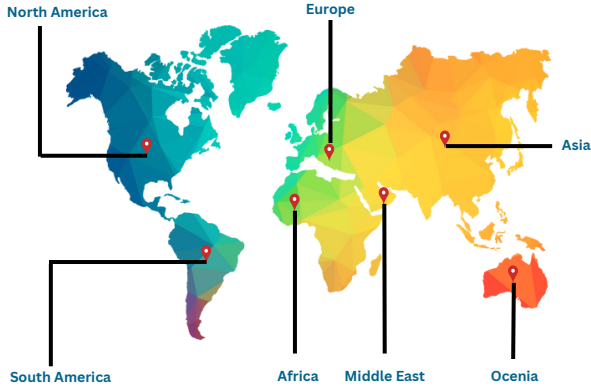 Europe
North America
Asia
South America
Africa
Middle East
Ocenia